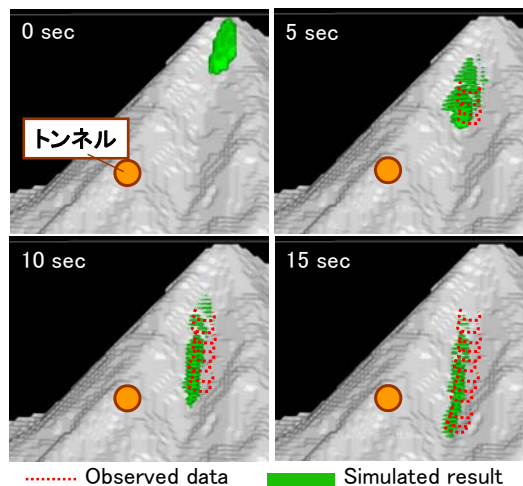 0 sec
5 sec
トンネル
10 sec
15 sec
Observed data
Simulated result